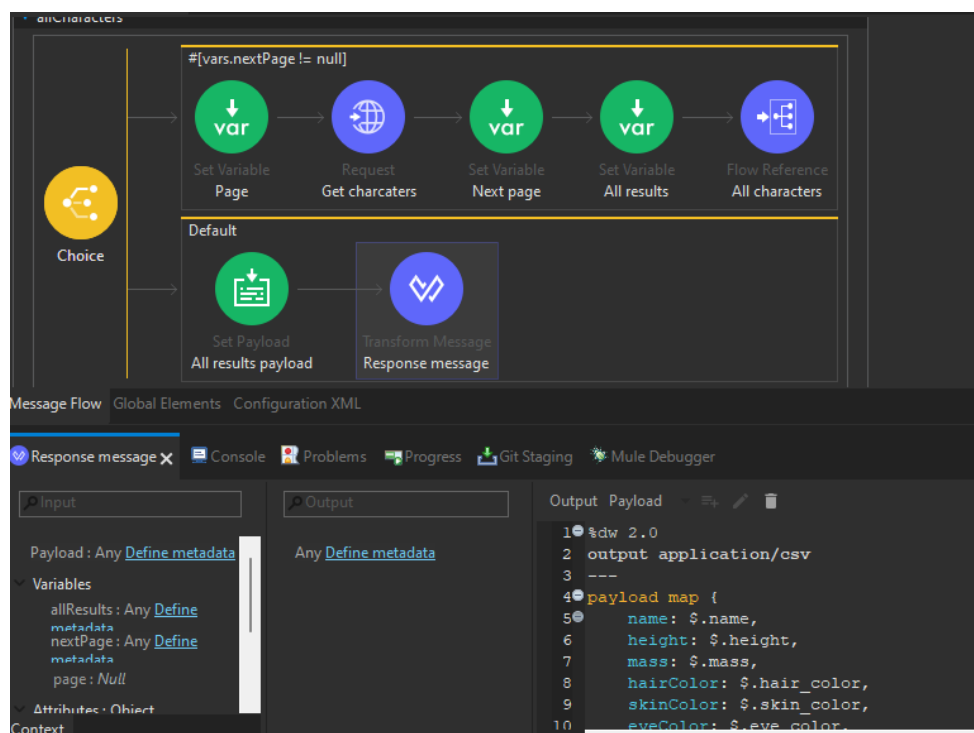 allCharacters
#[vars.nextPage != null]
var
var
var
Set Variable
Request
Set Variable
Set Variable
Flow Reference
Page
Get charcaters
Next page
All results
All characters
Choice
Default
Set Payload
Transform Message
All results payload
Response message
Message Flow Global Elements Configuration XML
Response message Console Problems Progress Git Staging Mule Debugger
Input
Output
Output Payload
Payload : Any Define metadata
Variables
allResults : Any Define
metadata
nextPage : Any Define
metadata
page : Null
Attributes : Object
Context
Any Define metadata
1 %dw 2.0
2 output application/csv
3 ---
4 payload map {
5 name: $.name,
6 height: $.height,
7 mass: $.mass,
8 hairColor: $.hair_color,
9 skinColor: $.skin_color,
10 eyeColor: $.eye_color,